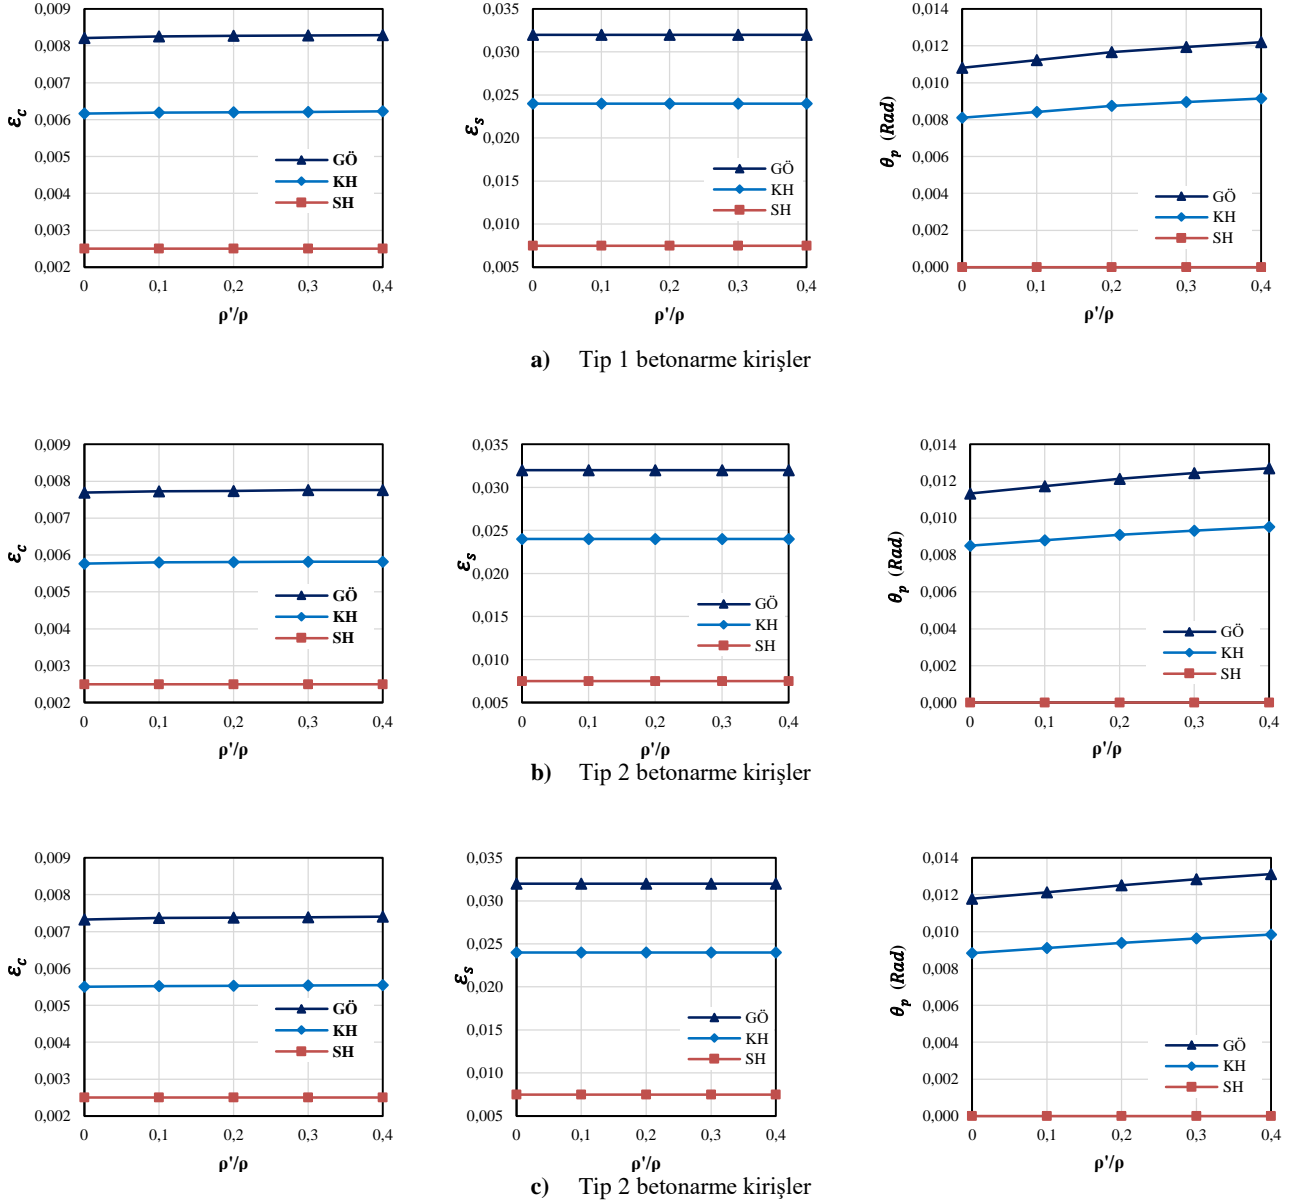 0,009
0,008
0,007
0,006
0,005
0,004
0,003
0,002
0 0,1 0,2 0,3 0,4
εc
ρ'/ρ
GÖ
KH
SH
0,035
0,030
0,025
0,020
0,015
0,010
0,005
0 0,1 0,2 0,3 0,4
εs
ρ'/ρ
GÖ
KH
SH
0,014
0,012
0,010
0,008
0,006
0,004
0,002
0,000
0 0,1 0,2 0,3 0,4
θp (Rad)
ρ'/ρ
GÖ
KH
SH
a) Tip 1 betonarme kirişler
0,009
0,008
0,007
0,006
0,005
0,004
0,003
0,002
0 0,1 0,2 0,3 0,4
εc
ρ'/ρ
GÖ
KH
SH
0,035
0,030
0,025
0,020
0,015
0,010
0,005
0 0,1 0,2 0,3 0,4
εs
ρ'/ρ
GÖ
KH
SH
0,014
0,012
0,010
0,008
0,006
0,004
0,002
0,000
0 0,1 0,2 0,3 0,4
θp (Rad)
ρ'/ρ
GÖ
KH
SH
b) Tip 2 betonarme kirişler
0,009
0,008
0,007
0,006
0,005
0,004
0,003
0,002
0 0,1 0,2 0,3 0,4
εc
ρ'/ρ
GÖ
KH
SH
0,035
0,030
0,025
0,020
0,015
0,010
0,005
0 0,1 0,2 0,3 0,4
εs
ρ'/ρ
GÖ
KH
SH
0,014
0,012
0,010
0,008
0,006
0,004
0,002
0,000
0 0,1 0,2 0,3 0,4
θp (Rad)
ρ'/ρ
GÖ
KH
SH
c) Tip 2 betonarme kirişler